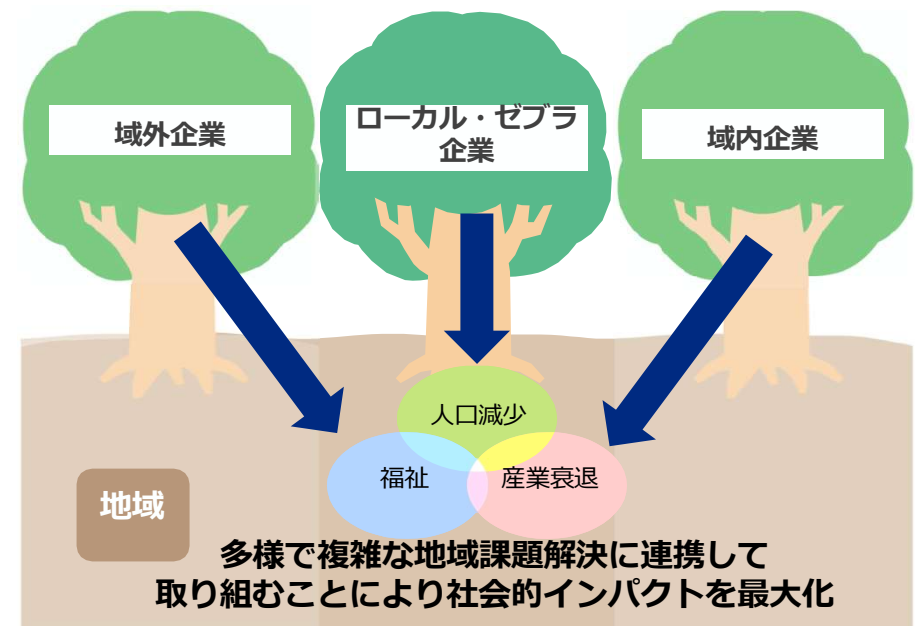 域外企業
ローカル・ゼブラ
企業
域内企業
人口減少
福祉
産業衰退
地域
多様で複雑な地域課題解決に連携して
取り組むことにより社会的インパクトを最大化